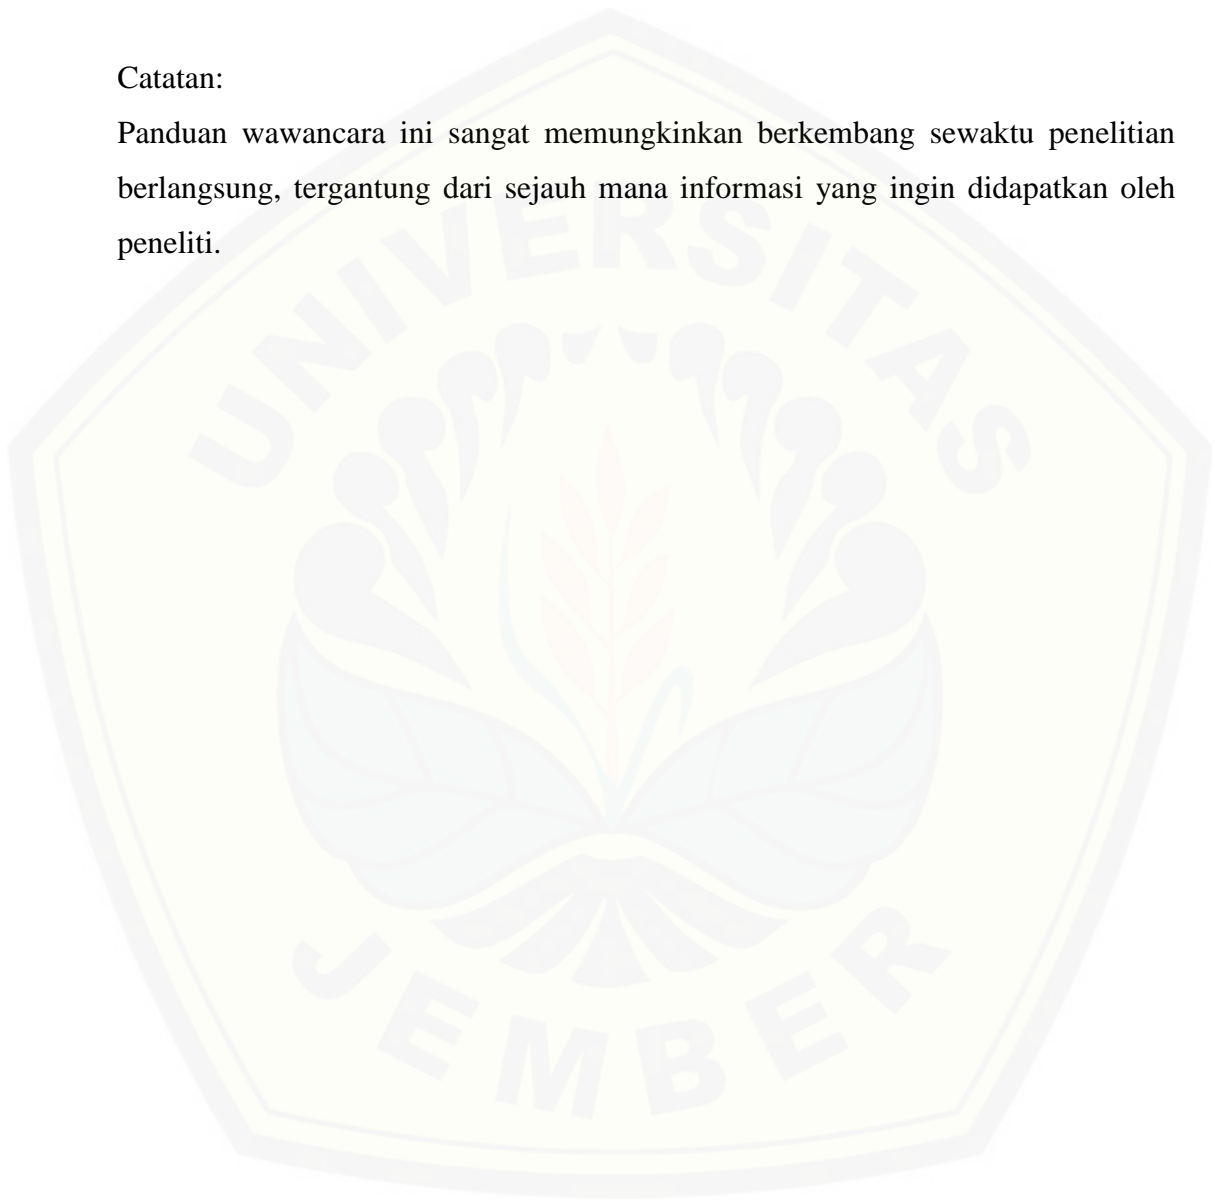 Catatan:
Panduan wawancara ini sangat memungkinkan berkembang sewaktu penelitian
berlangsung, tergantung dari sejauh mana informasi yang ingin didapatkan oleh
peneliti.
UNIVERSITAS
JEMBER